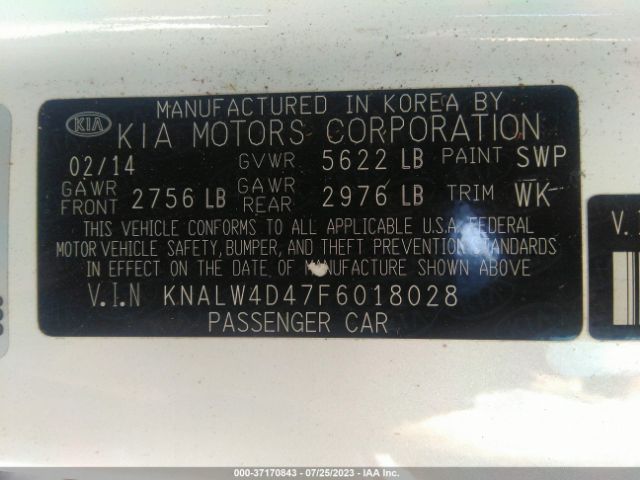 MANUFACTURED IN KOREA BY
KIA KIA MOTORS CORPORATION
02/14 GVWR 5622 LB PAINT SWP
GAWR FRONT 2756 LB GAWR REAR 2976 LB TRIM WK
THIS VEHICLE CONFORMS TO ALL APPLICABLE U.S.A. FEDERAL
MOTOR VEHICLE SAFETY, BUMPER, AND THEFT PREVENTION STANDARDS
IN EFFECT ON THE DATE OF MANUFACTURE SHOWN ABOVE
V.I.N KNALW4D47F6018028
PASSENGER CAR
V.
000-37170843 / 07/25/2023 - IAA Inc.